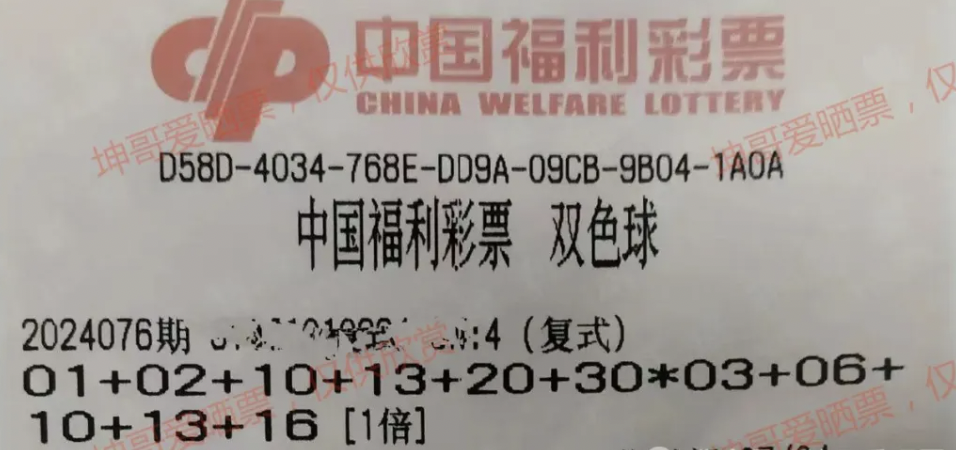 中国福利彩票
CHINA WELFARE LOTTERY
D58D-4034-768E-DD9A-09CB-9B04-1A0A
中国福利彩票 双色球
2024076期 :4 (复式)
01+02+10+13+20+30*03+06+
10+13+16 [1倍]
坤哥爱晒票，仅供欣赏
坤哥爱晒票，仅
坤哥爱晒票，仅供欣赏
坤哥爱晒票，仅